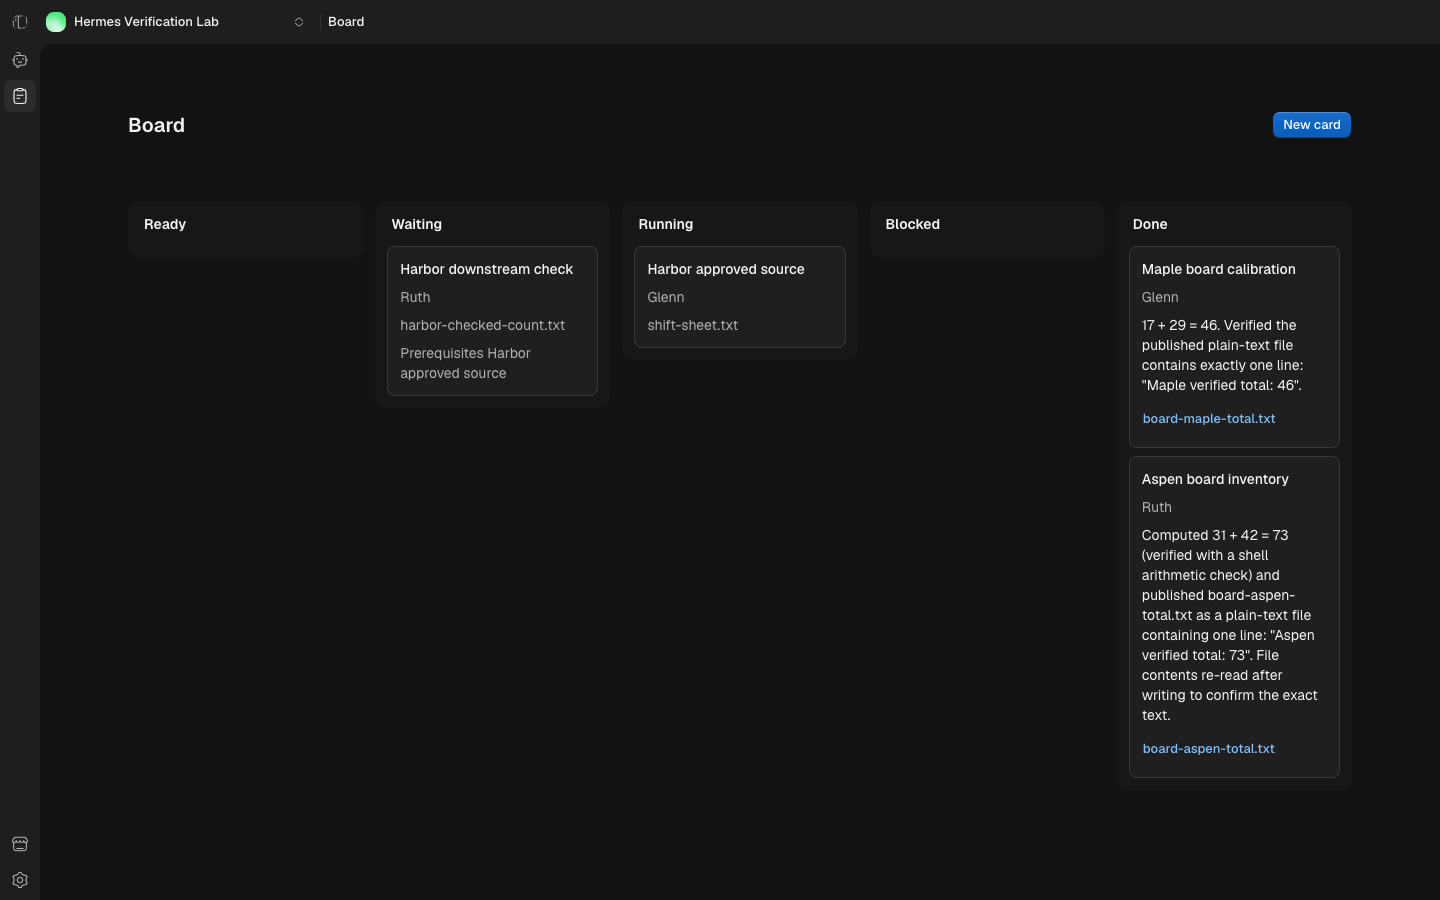 Hermes Verification Lab
Board
Board
New card
Ready
Waiting
Harbor downstream check
Ruth
harbor-checked-count.txt
Prerequisites Harbor
approved source
Running
Harbor approved source
Glenn
shift-sheet.txt
Blocked
Done
Maple board calibration
Glenn
17 + 29 = 46. Verified the
published plain-text file
contains exactly one line:
"Maple verified total: 46".
board-maple-total.txt
Aspen board inventory
Ruth
Computed 31 + 42 = 73
(verified with a shell
arithmetic check) and
published board-aspen-
total.txt as a plain-text file
containing one line: "Aspen
verified total: 73". File
contents re-read after
writing to confirm the exact
text.
board-aspen-total.txt